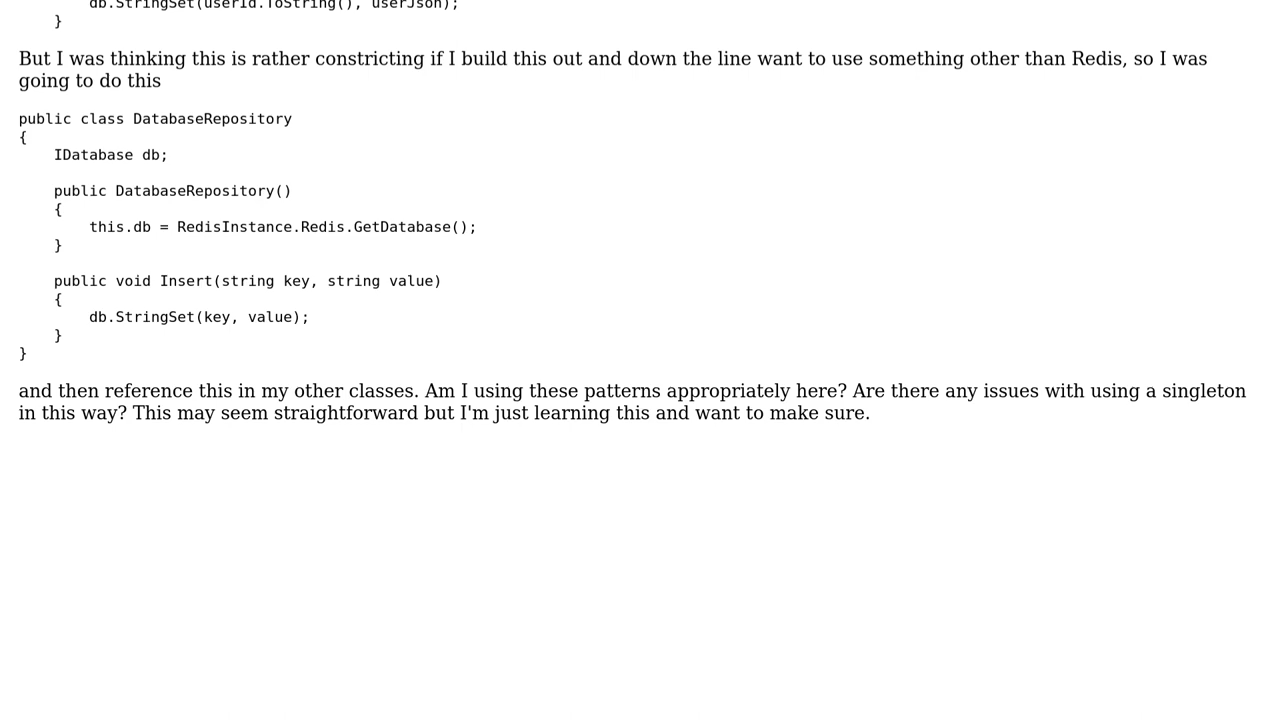 db.StringSet(userId.ToString(), userJson);
    }
But I was thinking this is rather constricting if I build this out and down the line want to use something other than Redis, so I was
going to do this
public class DatabaseRepository
{
    IDatabase db;
    public DatabaseRepository()
    {
        this.db = RedisInstance.Redis.GetDatabase();
    }
    public void Insert(string key, string value)
    {
        db.StringSet(key, value);
    }
}
and then reference this in my other classes. Am I using these patterns appropriately here? Are there any issues with using a singleton
in this way? This may seem straightforward but I'm just learning this and want to make sure.